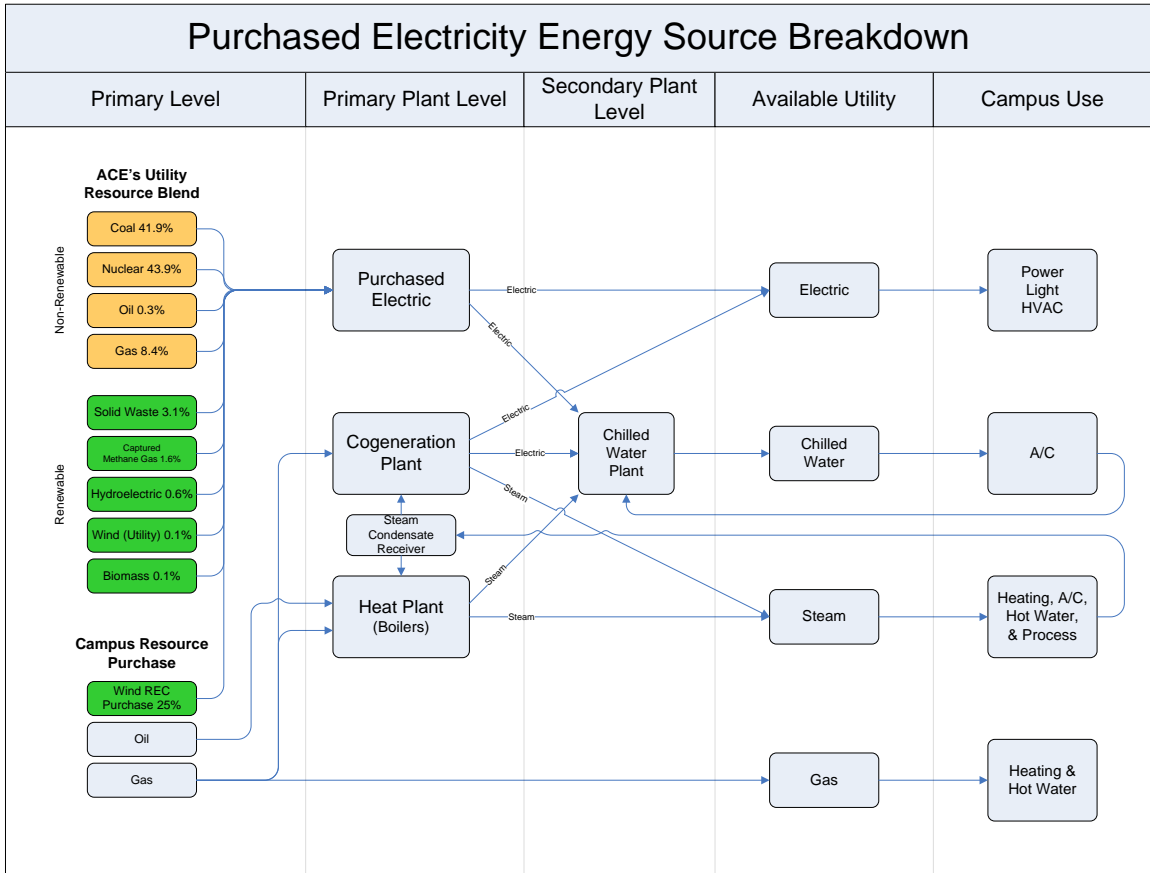 Purchased Electricity Energy Source Breakdown
Primary Level
Primary Plant Level
Secondary Plant
Level
Available Utility
Campus Use
ACE's Utility
Resource Blend
Non-Renewable
Coal 41.9%
Nuclear 43.9%
Oil 0.3%
Gas 8.4%
Renewable
Solid Waste 3.1%
Captured
Methane Gas 1.6%
Hydroelectric 0.6%
Wind (Utility) 0.1%
Biomass 0.1%
Campus Resource
Purchase
Wind REC
Purchase 25%
Oil
Gas
Purchased
Electric
Cogeneration
Plant
Steam
Condensate
Receiver
Heat Plant
(Boilers)
Electric
Electric
Electric
Electric
Steam
Steam
Steam
Chilled
Water
Plant
Electric
Chilled
Water
Steam
Gas
Power
Light
HVAC
A/C
Heating, A/C,
Hot Water,
& Process
Heating &
Hot Water